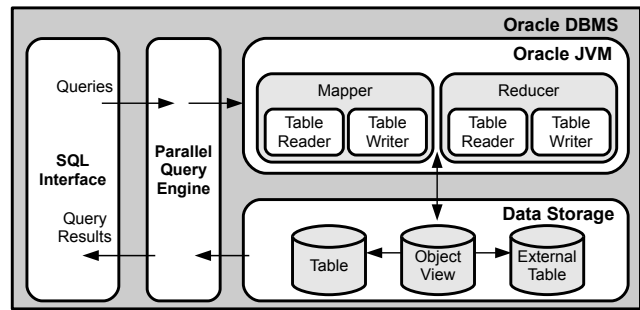 Oracle DBMS
Oracle JVM
Queries
Mapper
Reducer
Table
Reader
Table
Writer
Table
Reader
Table
Writer
SQL
Interface
Parallel
Query
Engine
Query
Results
Data Storage
Table
Object
View
External
Table